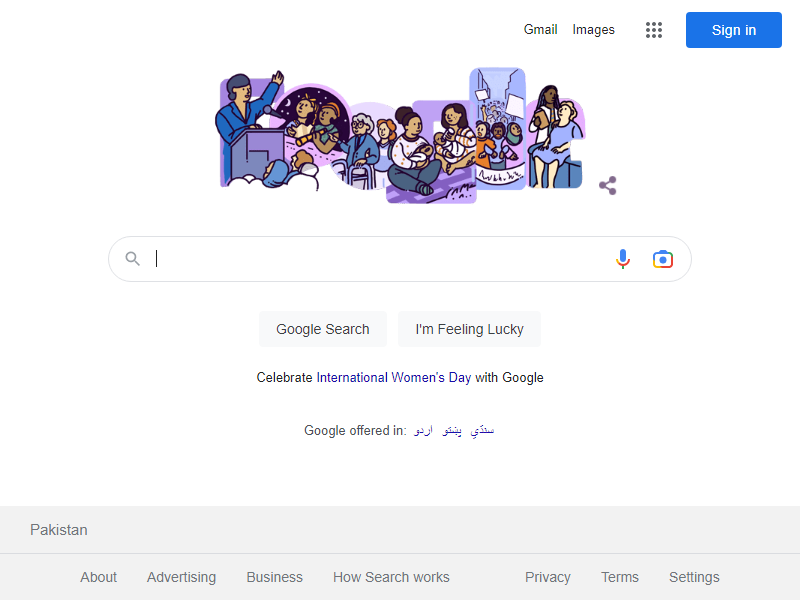 Gmail Images Sign in
Google Search I'm Feeling Lucky
Celebrate International Women's Day with Google
Google offered in: اردو پښتو سنڌي
Pakistan
About Advertising Business How Search works Privacy Terms Settings